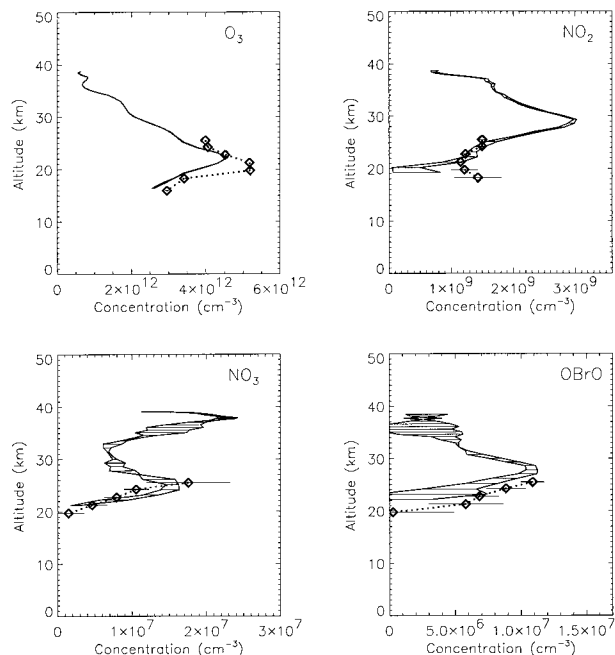 O3
Altitude (km)
50
40
30
20
10
0
0 2×10^12 4×10^12 6×10^12
Concentration (cm−3)
NO2
Altitude (km)
50
40
30
20
10
0
0 1×10^9 2×10^9 3×10^9
Concentration (cm−3)
NO3
Altitude (km)
50
40
30
20
10
0
0 1×10^7 2×10^7 3×10^7
Concentration (cm−3)
OBrO
Altitude (km)
50
40
30
20
10
0
0 5.0×10^6 1.0×10^7 1.5×10^7
Concentration (cm−3)